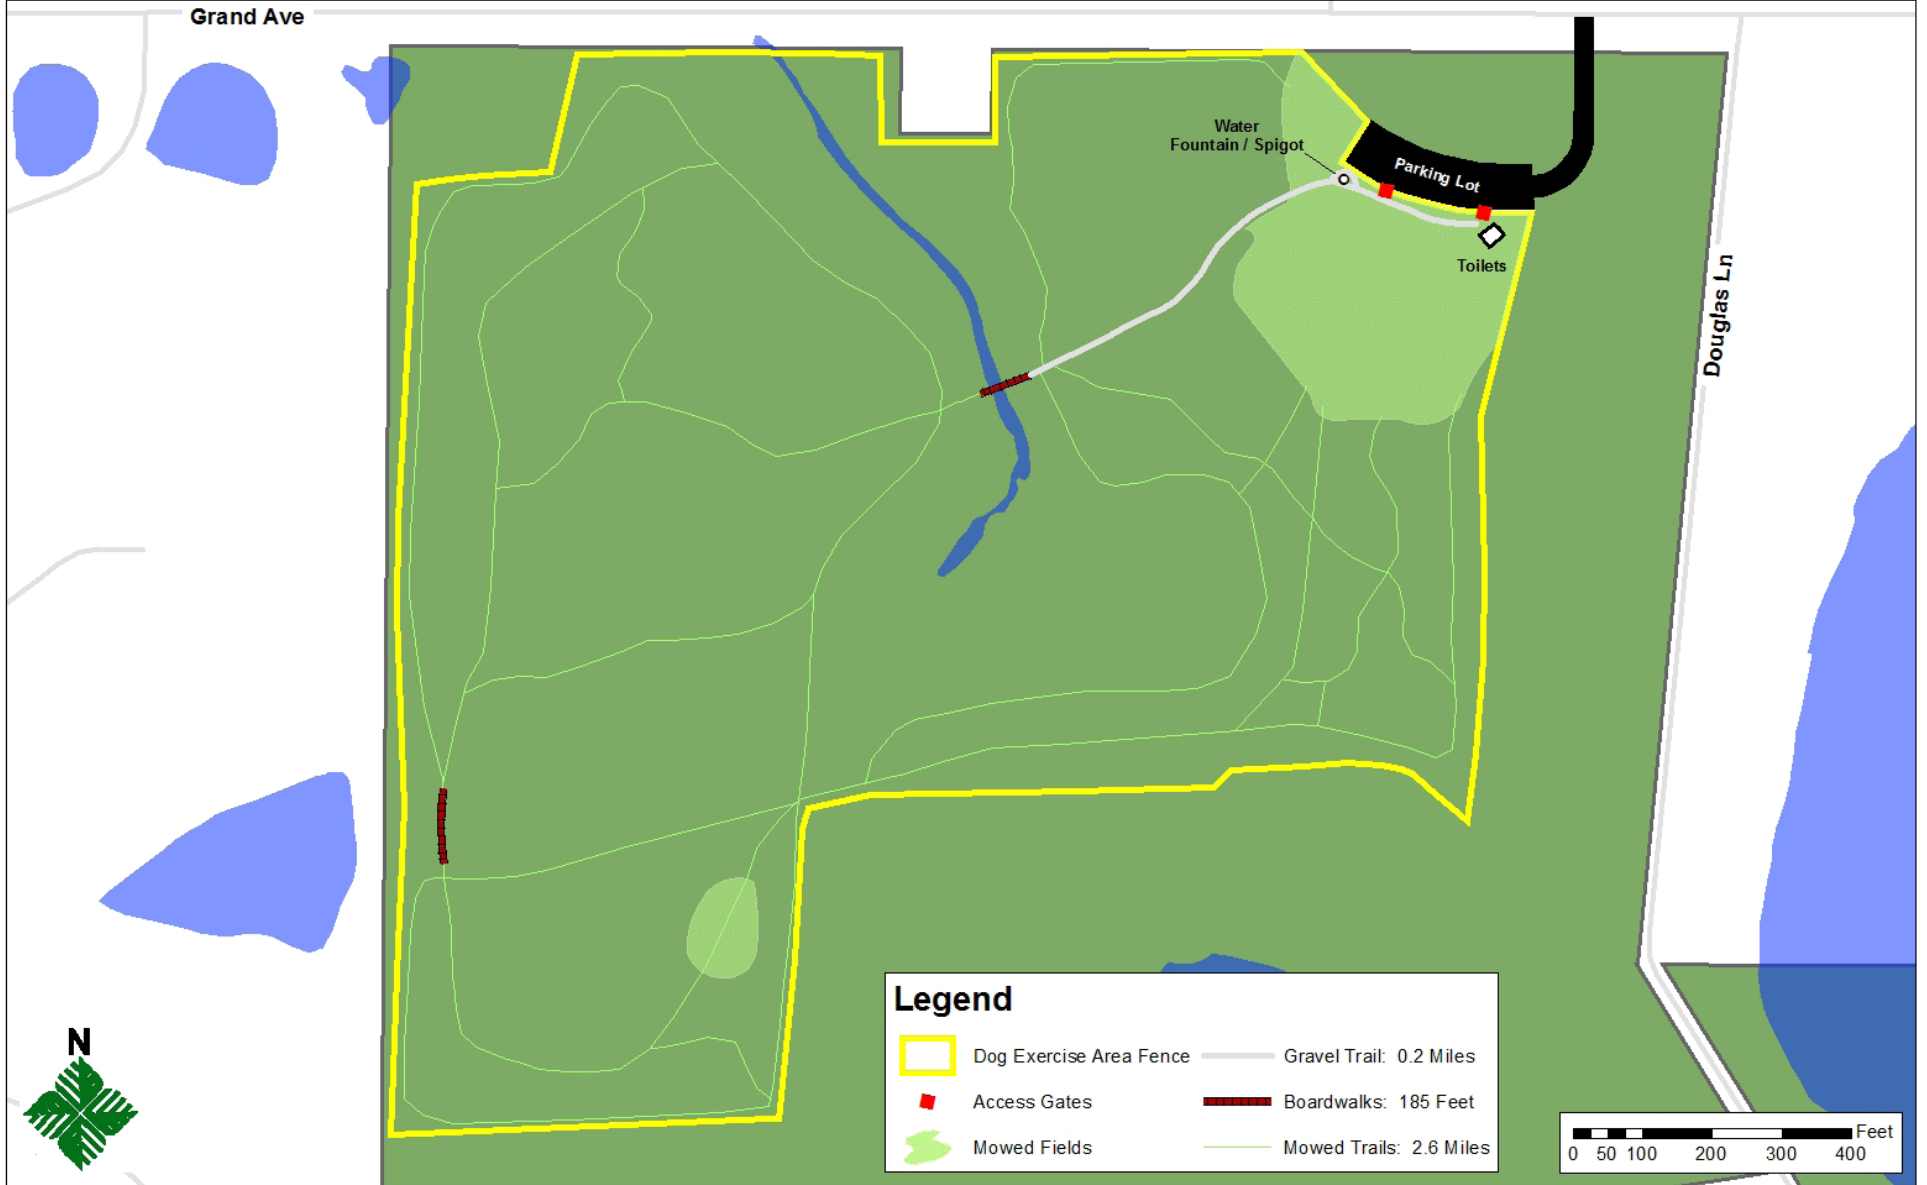 Grand Ave
Water
Fountain / Spigot
Parking Lot
Toilets
Douglas Ln
N
Legend
Dog Exercise Area Fence
Gravel Trail: 0.2 Miles
Access Gates
Boardwalks: 185 Feet
Mowed Fields
Mowed Trails: 2.6 Miles
Feet
0 50 100 200 300 400